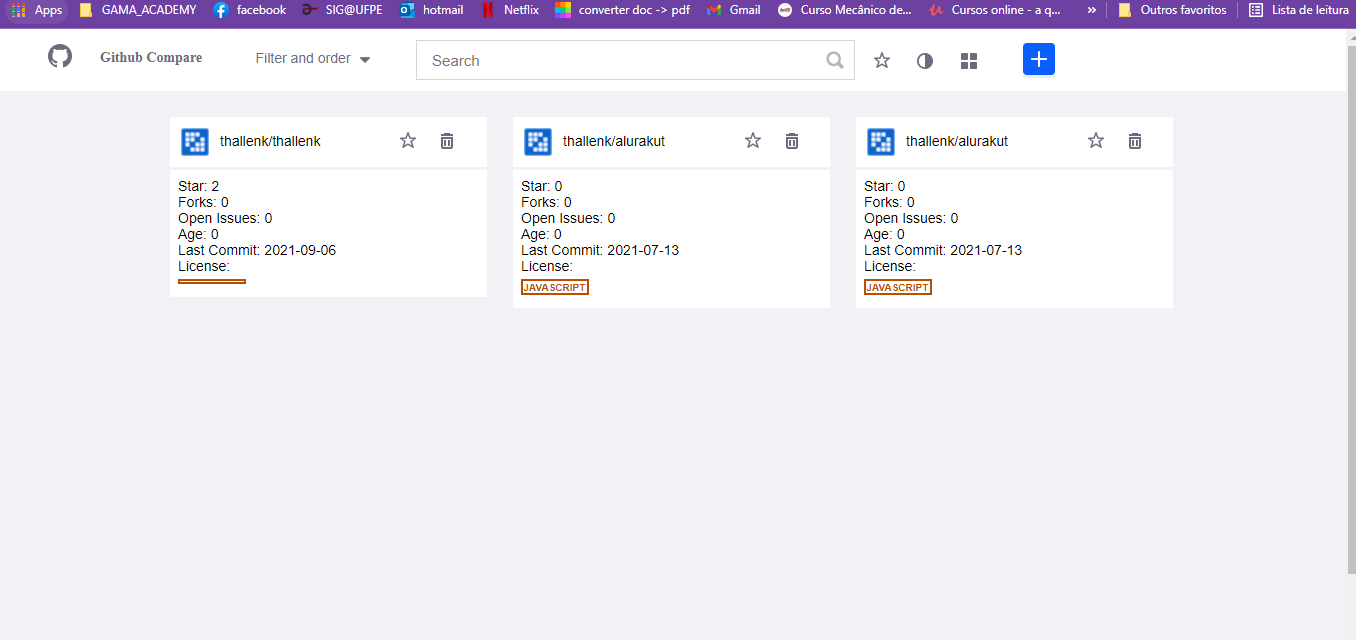 Apps GAMA_ACADEMY facebook SIG@UFPE hotmail Netflix converter doc -> pdf Gmail Curso Mecânico de... Cursos online - a q... » Outros favoritos Lista de leitura
Github Compare Filter and order Search
thallenk/thallenk
Star: 2
Forks: 0
Open Issues: 0
Age: 0
Last Commit: 2021-09-06
License:
thallenk/alurakut
Star: 0
Forks: 0
Open Issues: 0
Age: 0
Last Commit: 2021-07-13
License:
JAVASCRIPT
thallenk/alurakut
Star: 0
Forks: 0
Open Issues: 0
Age: 0
Last Commit: 2021-07-13
License:
JAVASCRIPT